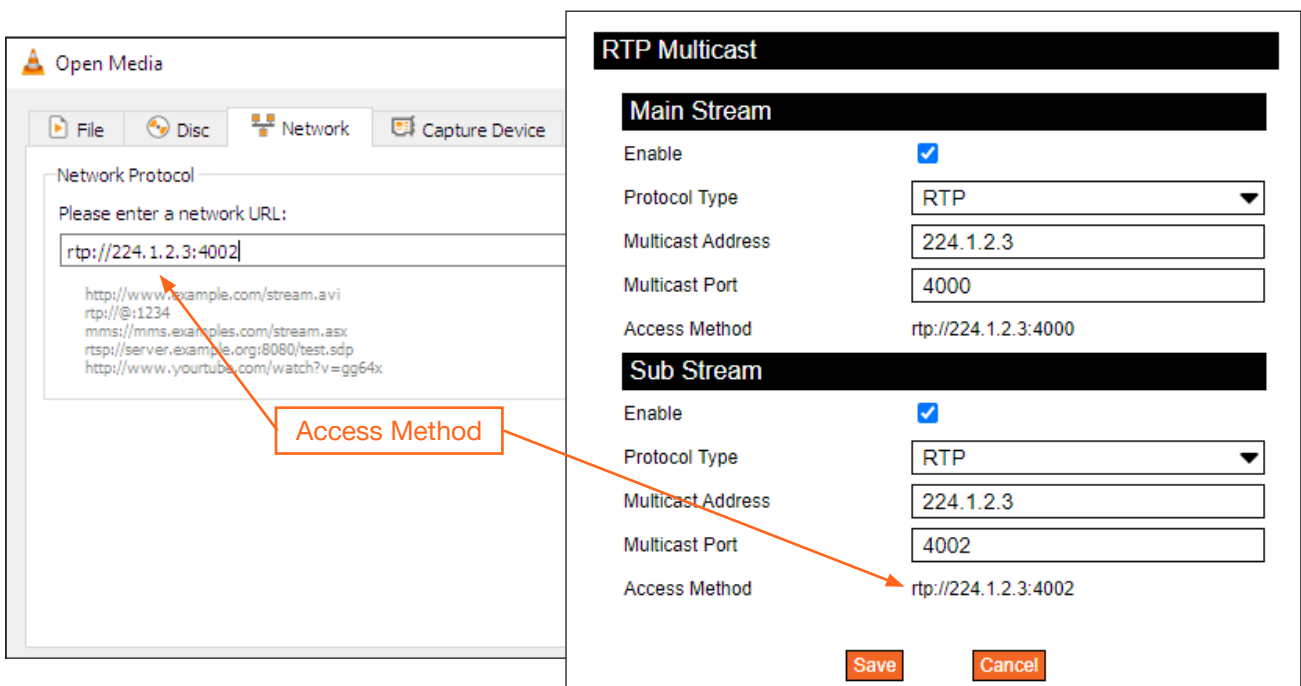 Open Media
File Disc Network Capture Device
Network Protocol
Please enter a network URL:
rtp://224.1.2.3:4002
http://www.example.com/stream.avi
rtp://@:1234
mms://mms.examples.com/stream.asx
rtsp://server.example.org:8080/test.sdp
http://www.yourtube.com/watch?v=gg64x
Access Method
RTP Multicast
Main Stream
Enable
Protocol Type RTP
Multicast Address 224.1.2.3
Multicast Port 4000
Access Method rtp://224.1.2.3:4000
Sub Stream
Enable
Protocol Type RTP
Multicast Address 224.1.2.3
Multicast Port 4002
Access Method rtp://224.1.2.3:4002
Save Cancel